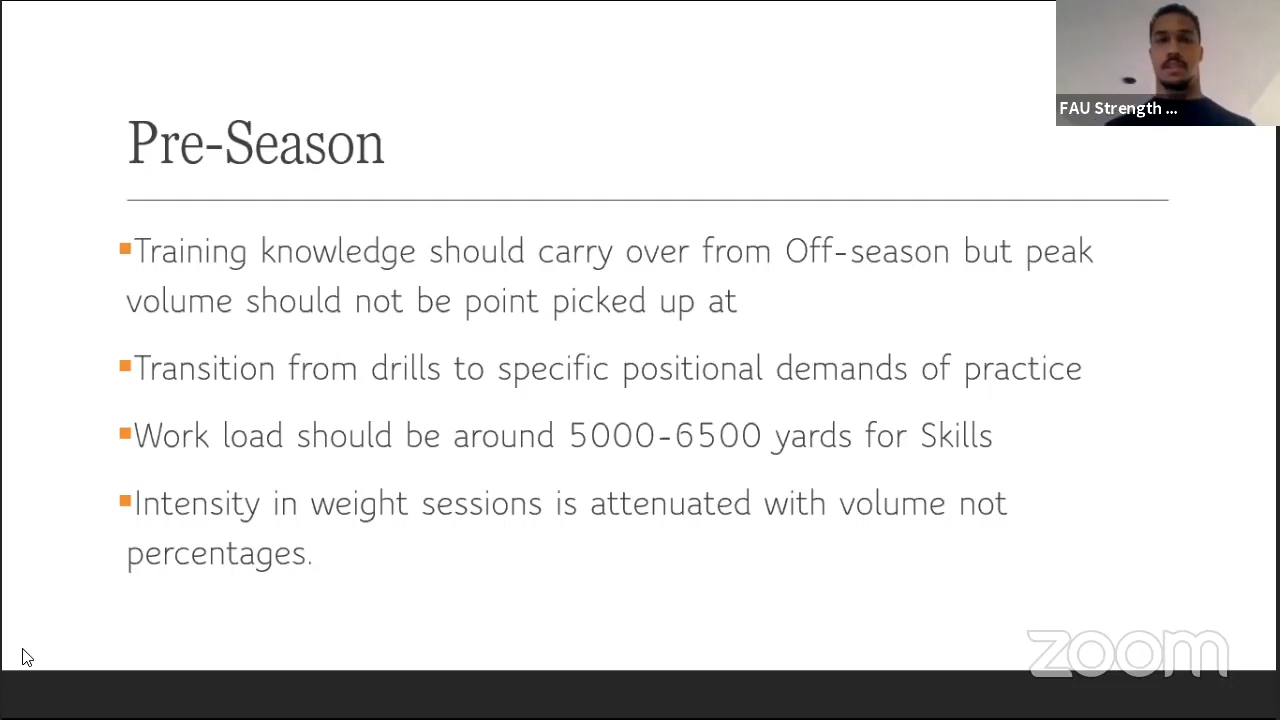 FAU Strength ...
Pre-Season
Training knowledge should carry over from Off-season but peak
volume should not be point picked up at
Transition from drills to specific positional demands of practice
Work load should be around 5000-6500 yards for Skills
Intensity in weight sessions is attenuated with volume not
percentages.
zoom